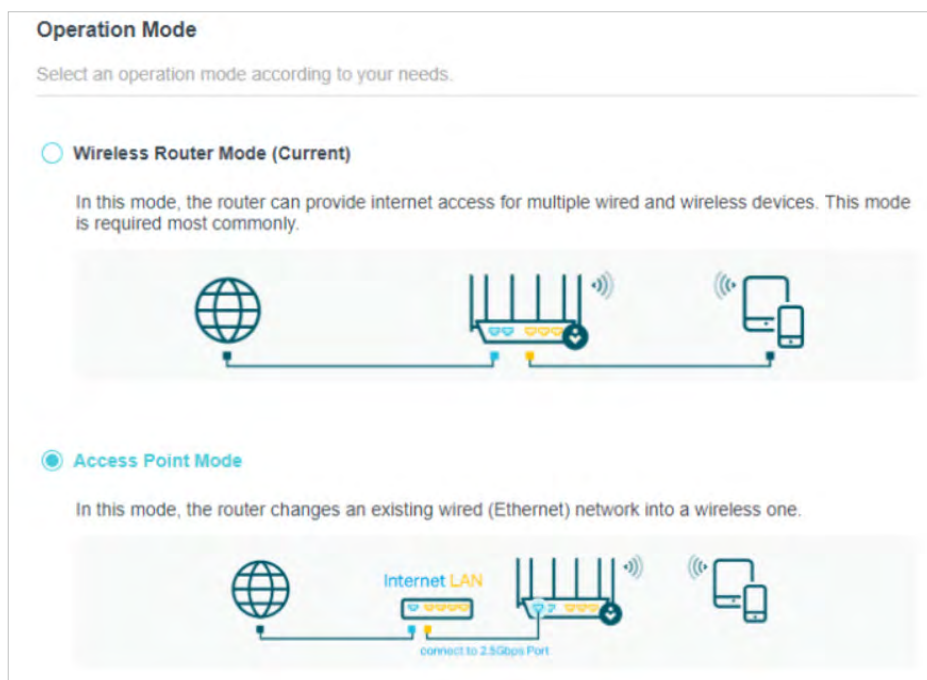 Operation Mode
Select an operation mode according to your needs.
Wireless Router Mode (Current)
In this mode, the router can provide internet access for multiple wired and wireless devices. This mode
is required most commonly.
Access Point Mode
In this mode, the router changes an existing wired (Ethernet) network into a wireless one.
Internet LAN
connect to 2.5Gbps Port